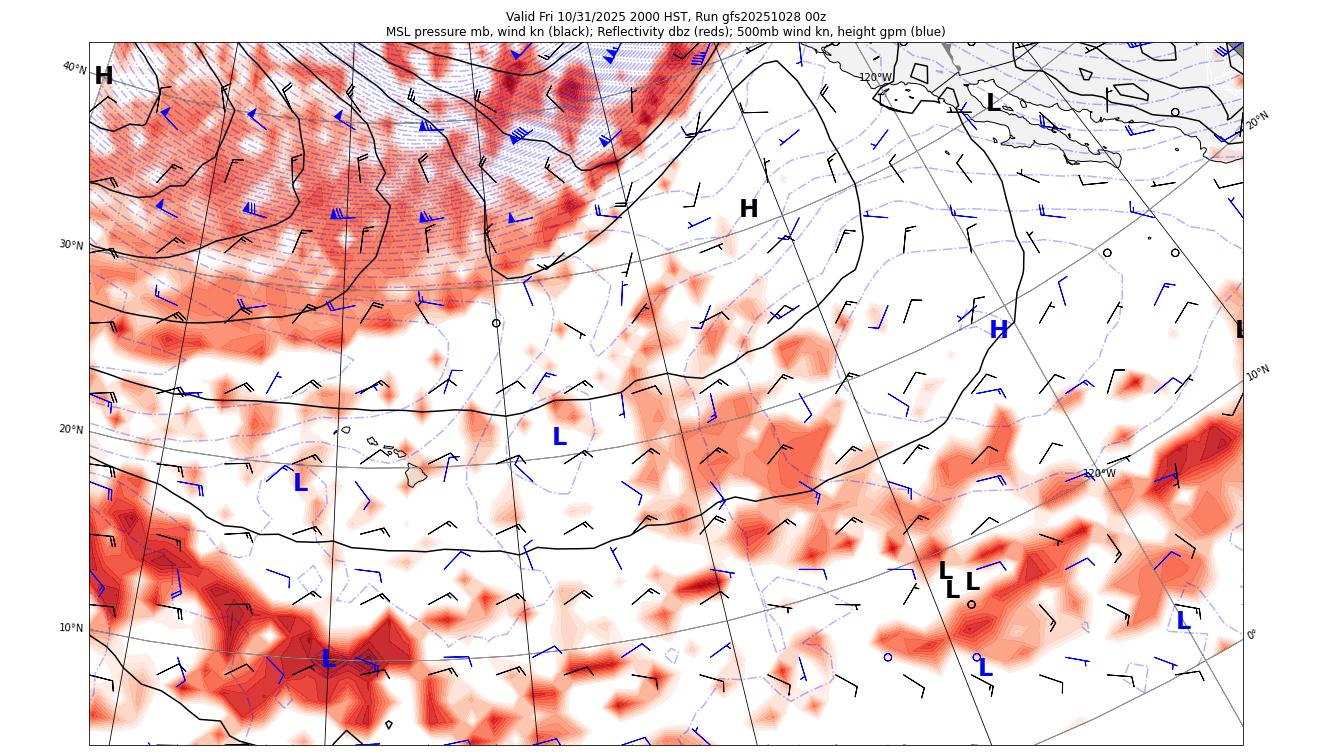 Valid Fri 10/31/2025 2000 HST, Run gfs20251028 00z
MSL pressure mb, wind kn (black); Reflectivity dbz (reds); 500mb wind kn, height gpm (blue)
40°N
H
120°W
L
20°N
H
30°N
H
L
10°N
20°N
L
L
120°W
L
L
L
10°N
L
0°
L
L